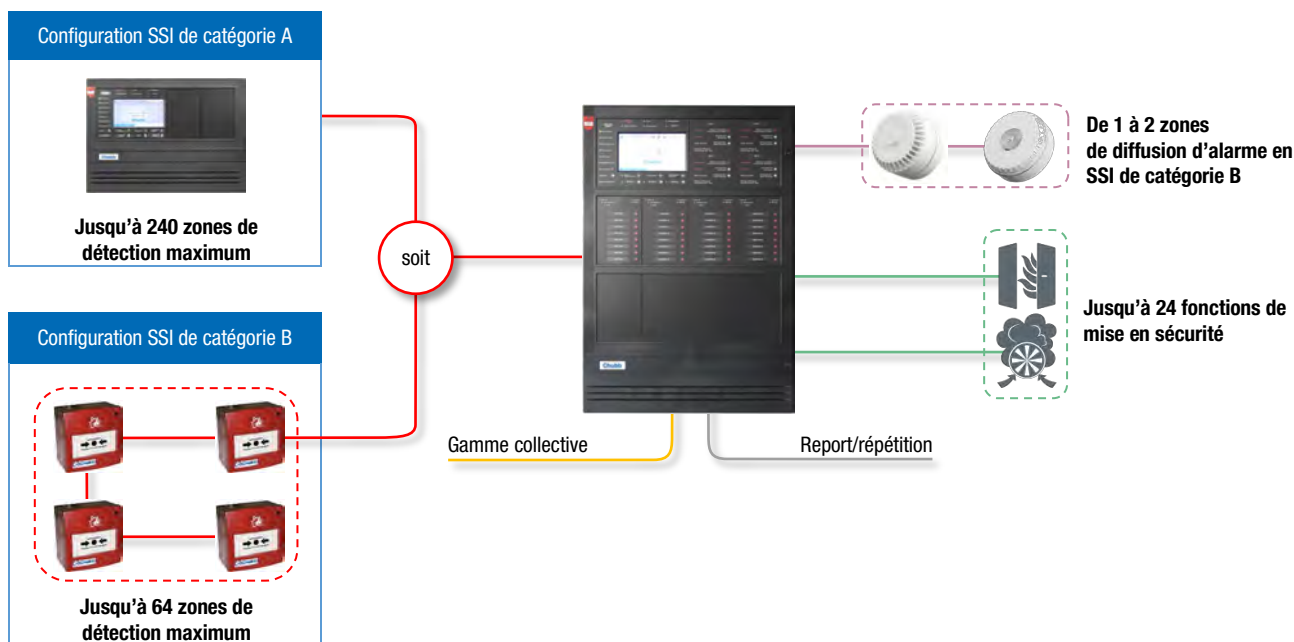 Configuration SSI de catégorie A
Chubb
Jusqu'à 240 zones de
détection maximum
soit
Configuration SSI de catégorie B
Jusqu'à 64 zones de
détection maximum
Chubb
Gamme collective
Report/répétition
De 1 à 2 zones
de diffusion d'alarme en
SSI de catégorie B
Jusqu'à 24 fonctions de
mise en sécurité